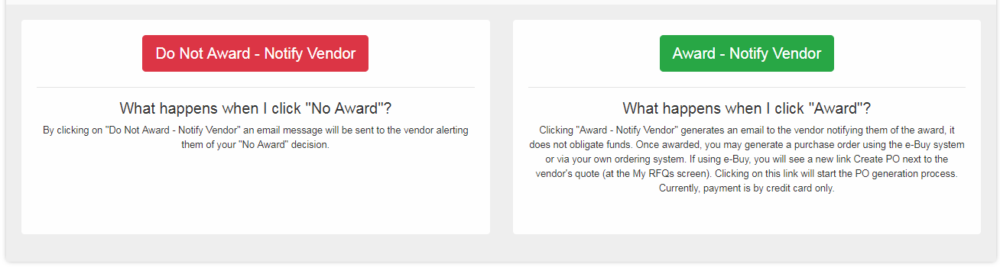 Do Not Award - Notify Vendor
What happens when I click "No Award"?
By clicking on "Do Not Award - Notify Vendor" an email message will be sent to the vendor alerting
them of your "No Award" decision.
Award - Notify Vendor
What happens when I click "Award"?
Clicking "Award - Notify Vendor" generates an email to the vendor notifying them of the award, it
does not obligate funds. Once awarded, you may generate a purchase order using the e-Buy system
or via your own ordering system. If using e-Buy, you will see a new link Create PO next to the
vendor's quote (at the My RFQs screen). Clicking on this link will start the PO generation process.
Currently, payment is by credit card only.